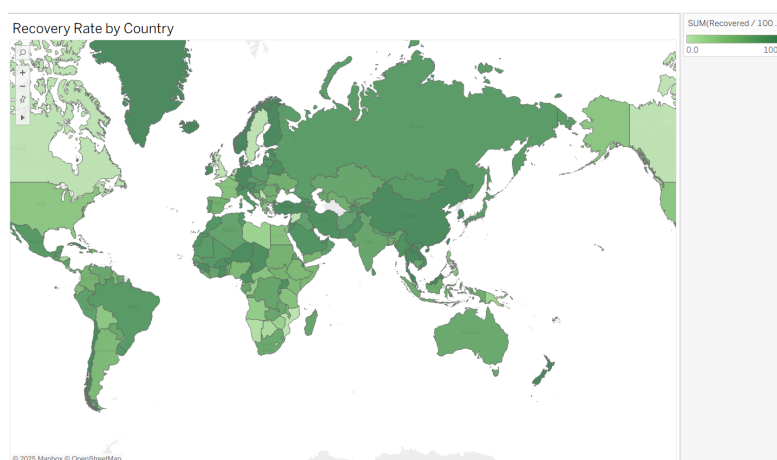 Recovery Rate by Country
SUM(Recovered / 100 .
0.0
100
© 2025 Mapbox © OpenStreetMap